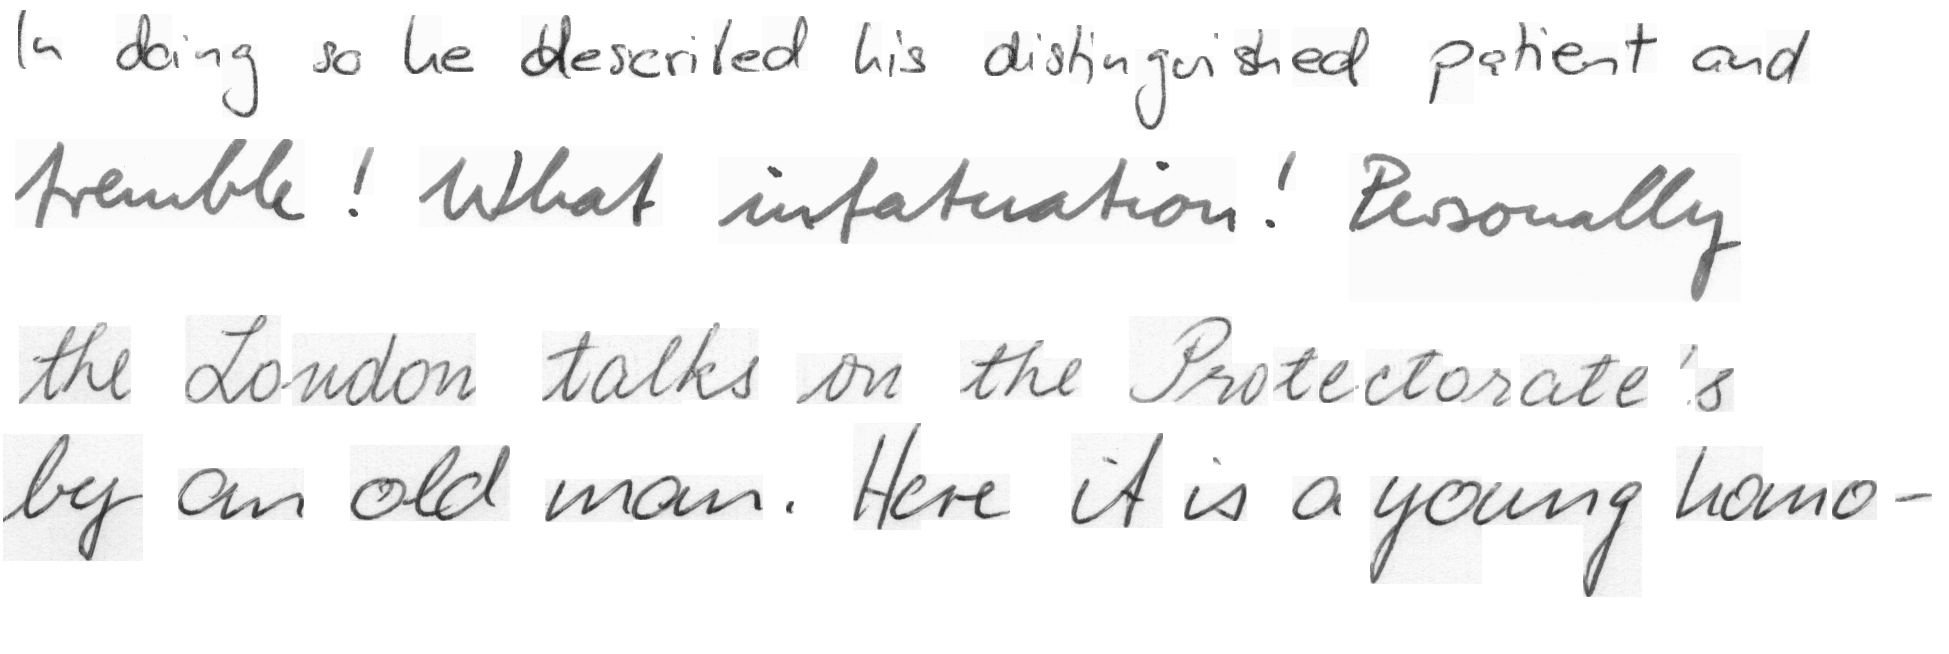 In doing so he described his distinguished patient and
tremble! What infatuation! Personally
the London talks on the Protectorate's
by an old man. Here it is a young homo-